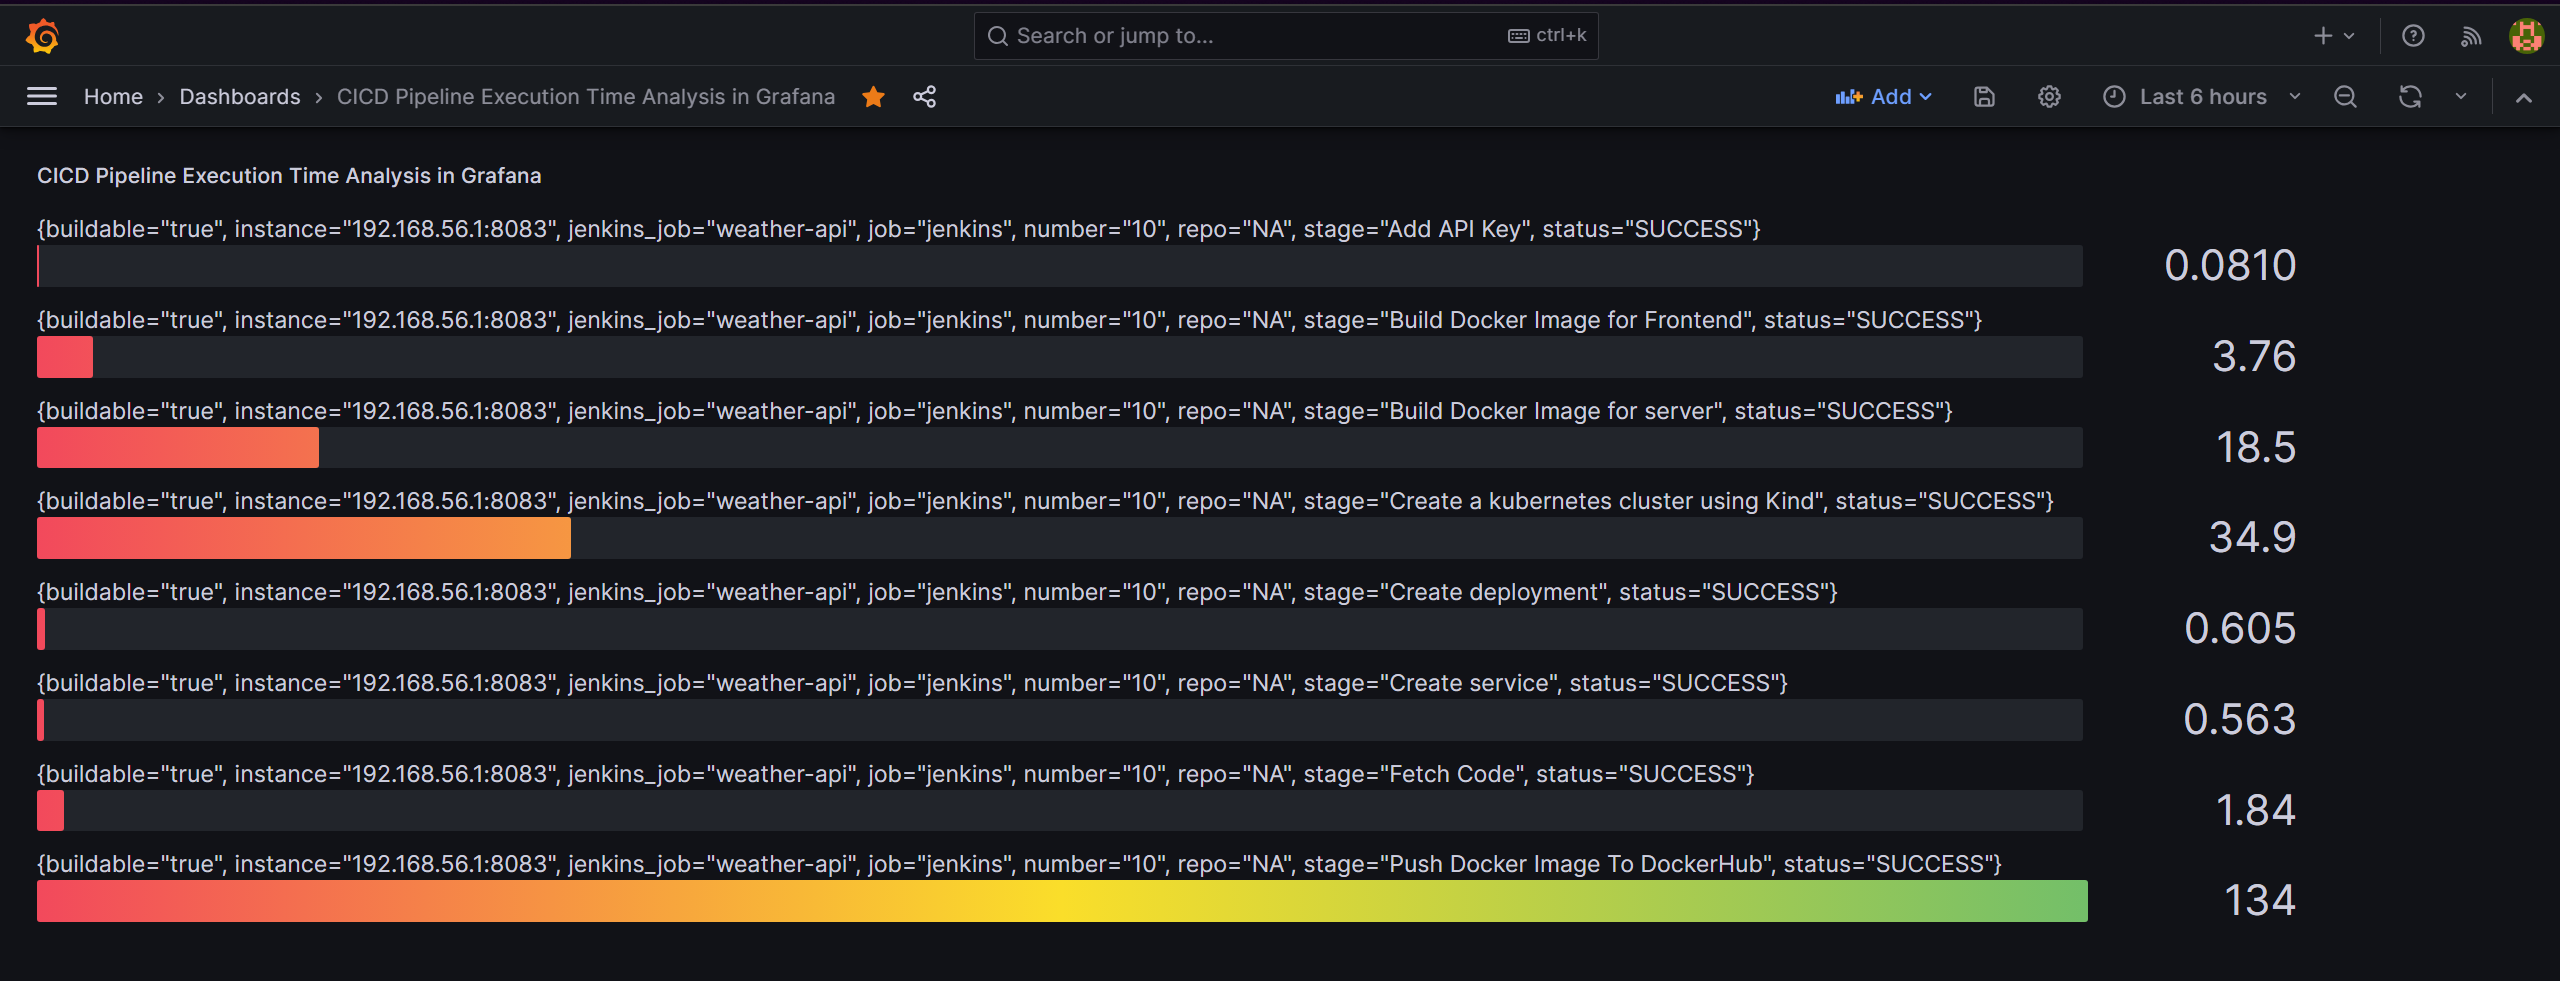 Search or jump to... ctrl+k
Home › Dashboards › CICD Pipeline Execution Time Analysis in Grafana Add Last 6 hours
CICD Pipeline Execution Time Analysis in Grafana
{buildable="true", instance="192.168.56.1:8083", jenkins_job="weather-api", job="jenkins", number="10", repo="NA", stage="Add API Key", status="SUCCESS"}
0.0810
{buildable="true", instance="192.168.56.1:8083", jenkins_job="weather-api", job="jenkins", number="10", repo="NA", stage="Build Docker Image for Frontend", status="SUCCESS"}
3.76
{buildable="true", instance="192.168.56.1:8083", jenkins_job="weather-api", job="jenkins", number="10", repo="NA", stage="Build Docker Image for server", status="SUCCESS"}
18.5
{buildable="true", instance="192.168.56.1:8083", jenkins_job="weather-api", job="jenkins", number="10", repo="NA", stage="Create a kubernetes cluster using Kind", status="SUCCESS"}
34.9
{buildable="true", instance="192.168.56.1:8083", jenkins_job="weather-api", job="jenkins", number="10", repo="NA", stage="Create deployment", status="SUCCESS"}
0.605
{buildable="true", instance="192.168.56.1:8083", jenkins_job="weather-api", job="jenkins", number="10", repo="NA", stage="Create service", status="SUCCESS"}
0.563
{buildable="true", instance="192.168.56.1:8083", jenkins_job="weather-api", job="jenkins", number="10", repo="NA", stage="Fetch Code", status="SUCCESS"}
1.84
{buildable="true", instance="192.168.56.1:8083", jenkins_job="weather-api", job="jenkins", number="10", repo="NA", stage="Push Docker Image To DockerHub", status="SUCCESS"}
134